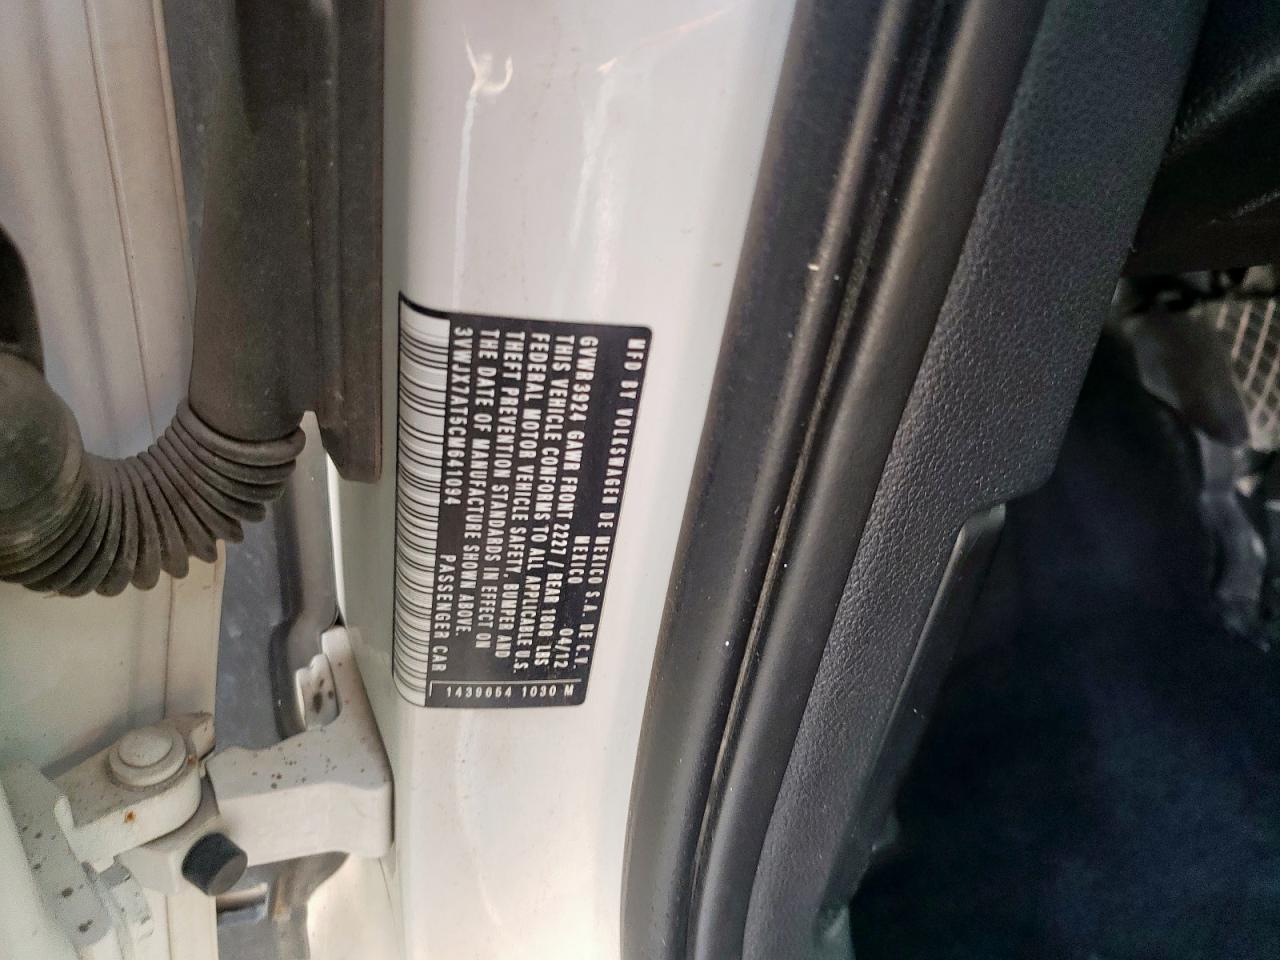 MFD BY VOLKSWAGEN DE MEXICO S.A. DE C.V.
MEXICO
GVWR 3924 GAWR FRONT 2227 / REAR 1808 LBS 04/12
THIS VEHICLE CONFORMS TO ALL APPLICABLE U.S.
FEDERAL MOTOR VEHICLE SAFETY, BUMPER AND
THEFT PREVENTION STANDARDS IN EFFECT ON
THE DATE OF MANUFACTURE SHOWN ABOVE.
3VWJX7AT5CM641094 PASSENGER CAR
1439054 1030 M